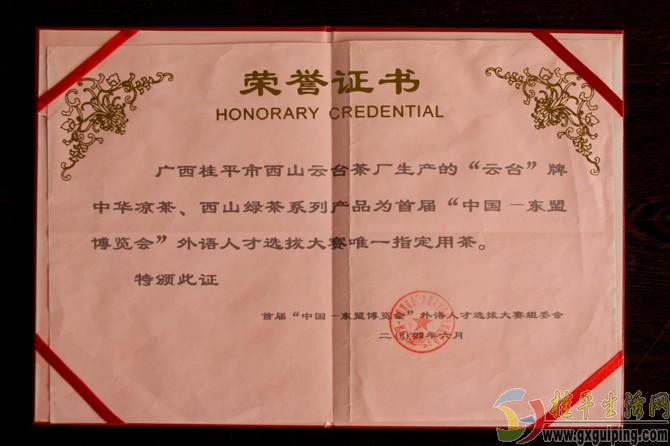 荣誉证书
HONORARY CREDENTIAL
广西桂平市西山云台茶厂生产的“云台”牌
中华凉茶、西山绿茶系列产品为首届“中国－东盟
博览会”外语人才选拔大赛唯一指定用茶。
特颁此证
首届“中国－东盟博览会”外语人才选拔大赛组委会
二〇〇四年六月
桂平生活网
www.gxguiping.com